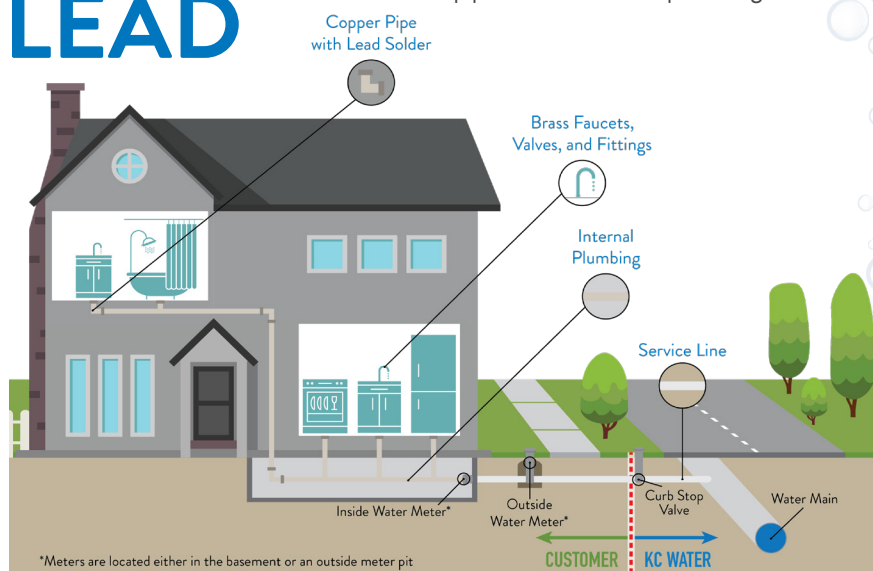 LEAD
Copper Pipe
with Lead Solder
Brass Faucets,
Valves, and Fittings
Internal
Plumbing
Service Line
Inside Water Meter*
Outside
Water Meter*
Curb Stop
Valve
Water Main
CUSTOMER
KC WATER
*Meters are located either in the basement or an outside meter pit